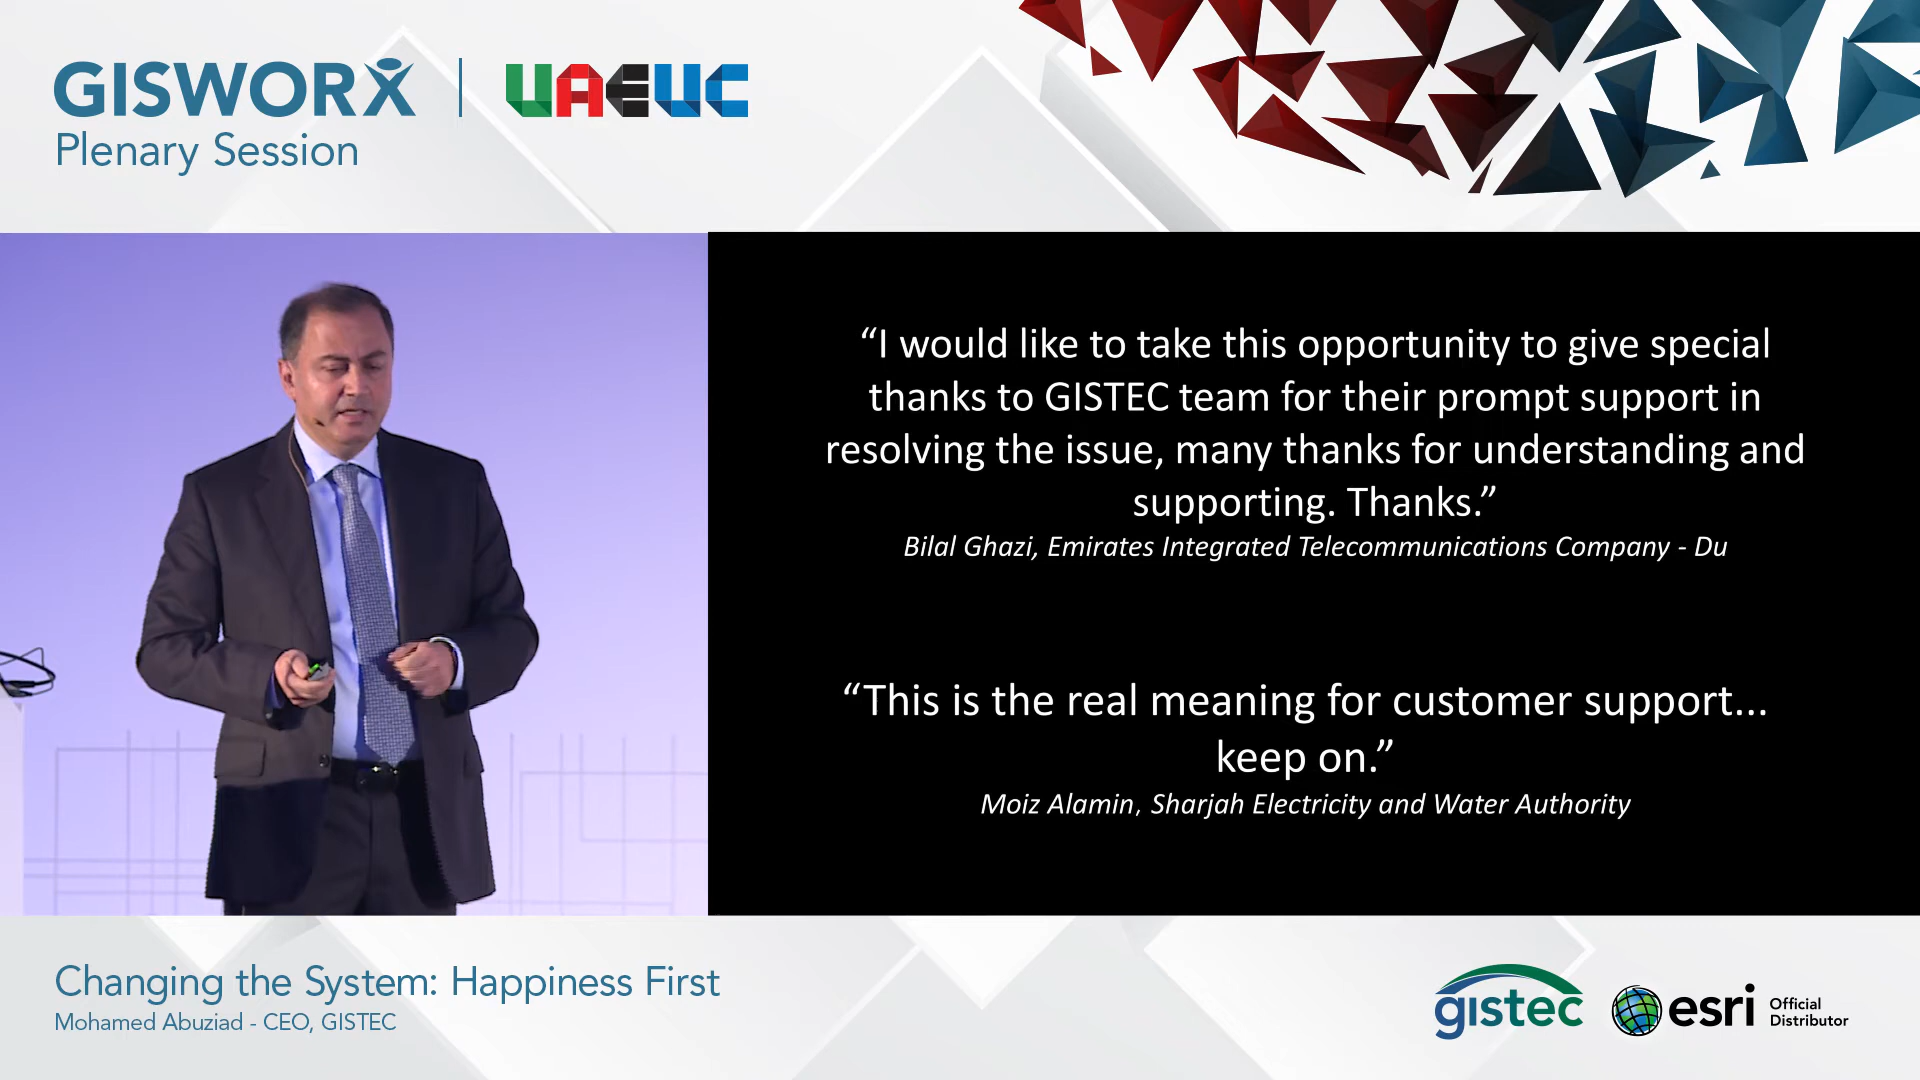 GISWORX
UAEUC
Plenary Session
“I would like to take this opportunity to give special
thanks to GISTEC team for their prompt support in
resolving the issue, many thanks for understanding and
supporting. Thanks.”
Bilal Ghazi, Emirates Integrated Telecommunications Company - Du
“This is the real meaning for customer support...
keep on.”
Moiz Alamin, Sharjah Electricity and Water Authority
Changing the System: Happiness First
Mohamed Abuziad - CEO, GISTEC
gistec
esri
Official
Distributor